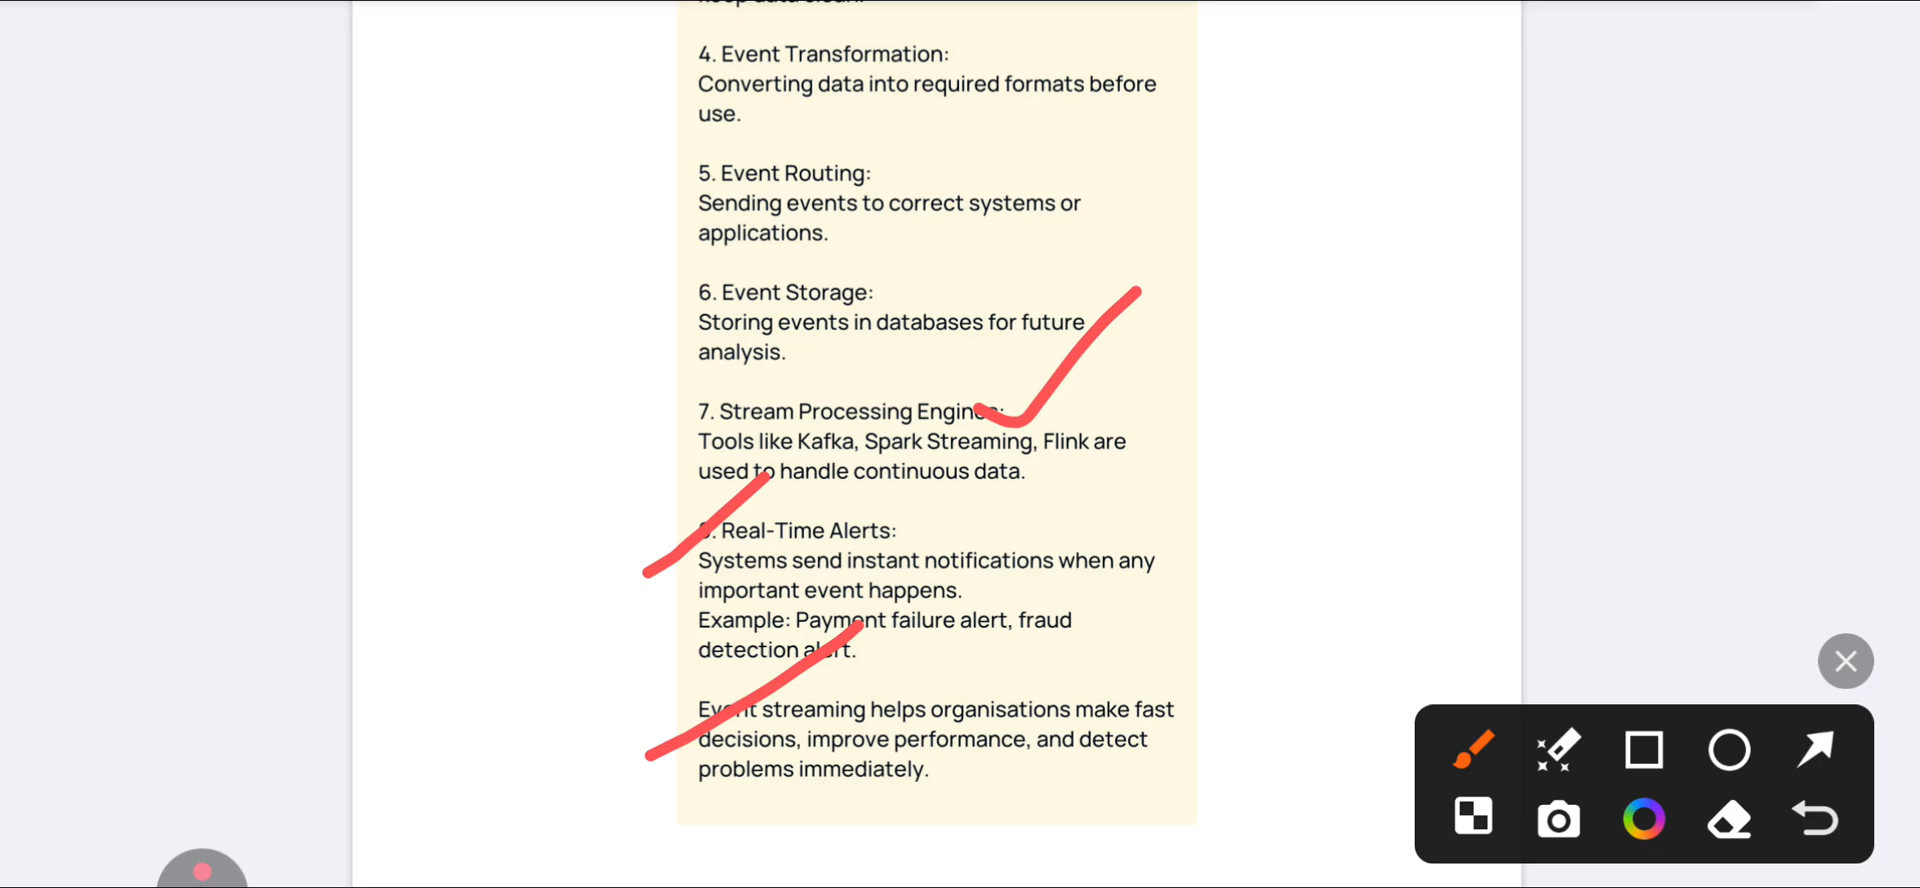 4. Event Transformation:
Converting data into required formats before
use.
5. Event Routing:
Sending events to correct systems or
applications.
6. Event Storage:
Storing events in databases for future
analysis.
7. Stream Processing Engines:
Tools like Kafka, Spark Streaming, Flink are
used to handle continuous data.
8. Real-Time Alerts:
Systems send instant notifications when any
important event happens.
Example: Payment failure alert, fraud
detection alert.
Event streaming helps organisations make fast
decisions, improve performance, and detect
problems immediately.